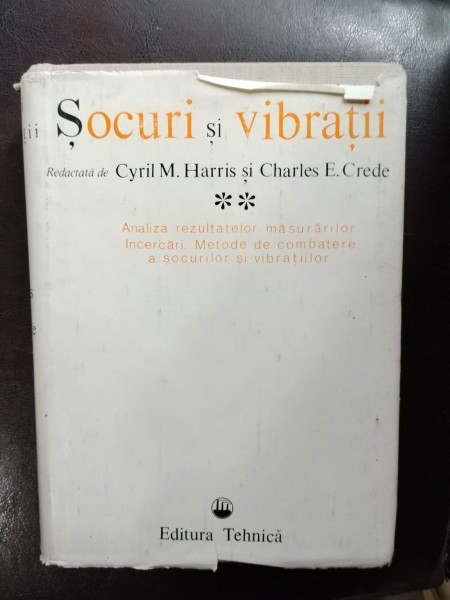 Șocuri și vibrații
Redactată de Cyril M. Harris și Charles E. Crede
**
Analiza rezultatelor măsurărilor
Incercări. Metode de combatere
a șocurilor și vibrațiilor
Editura Tehnică